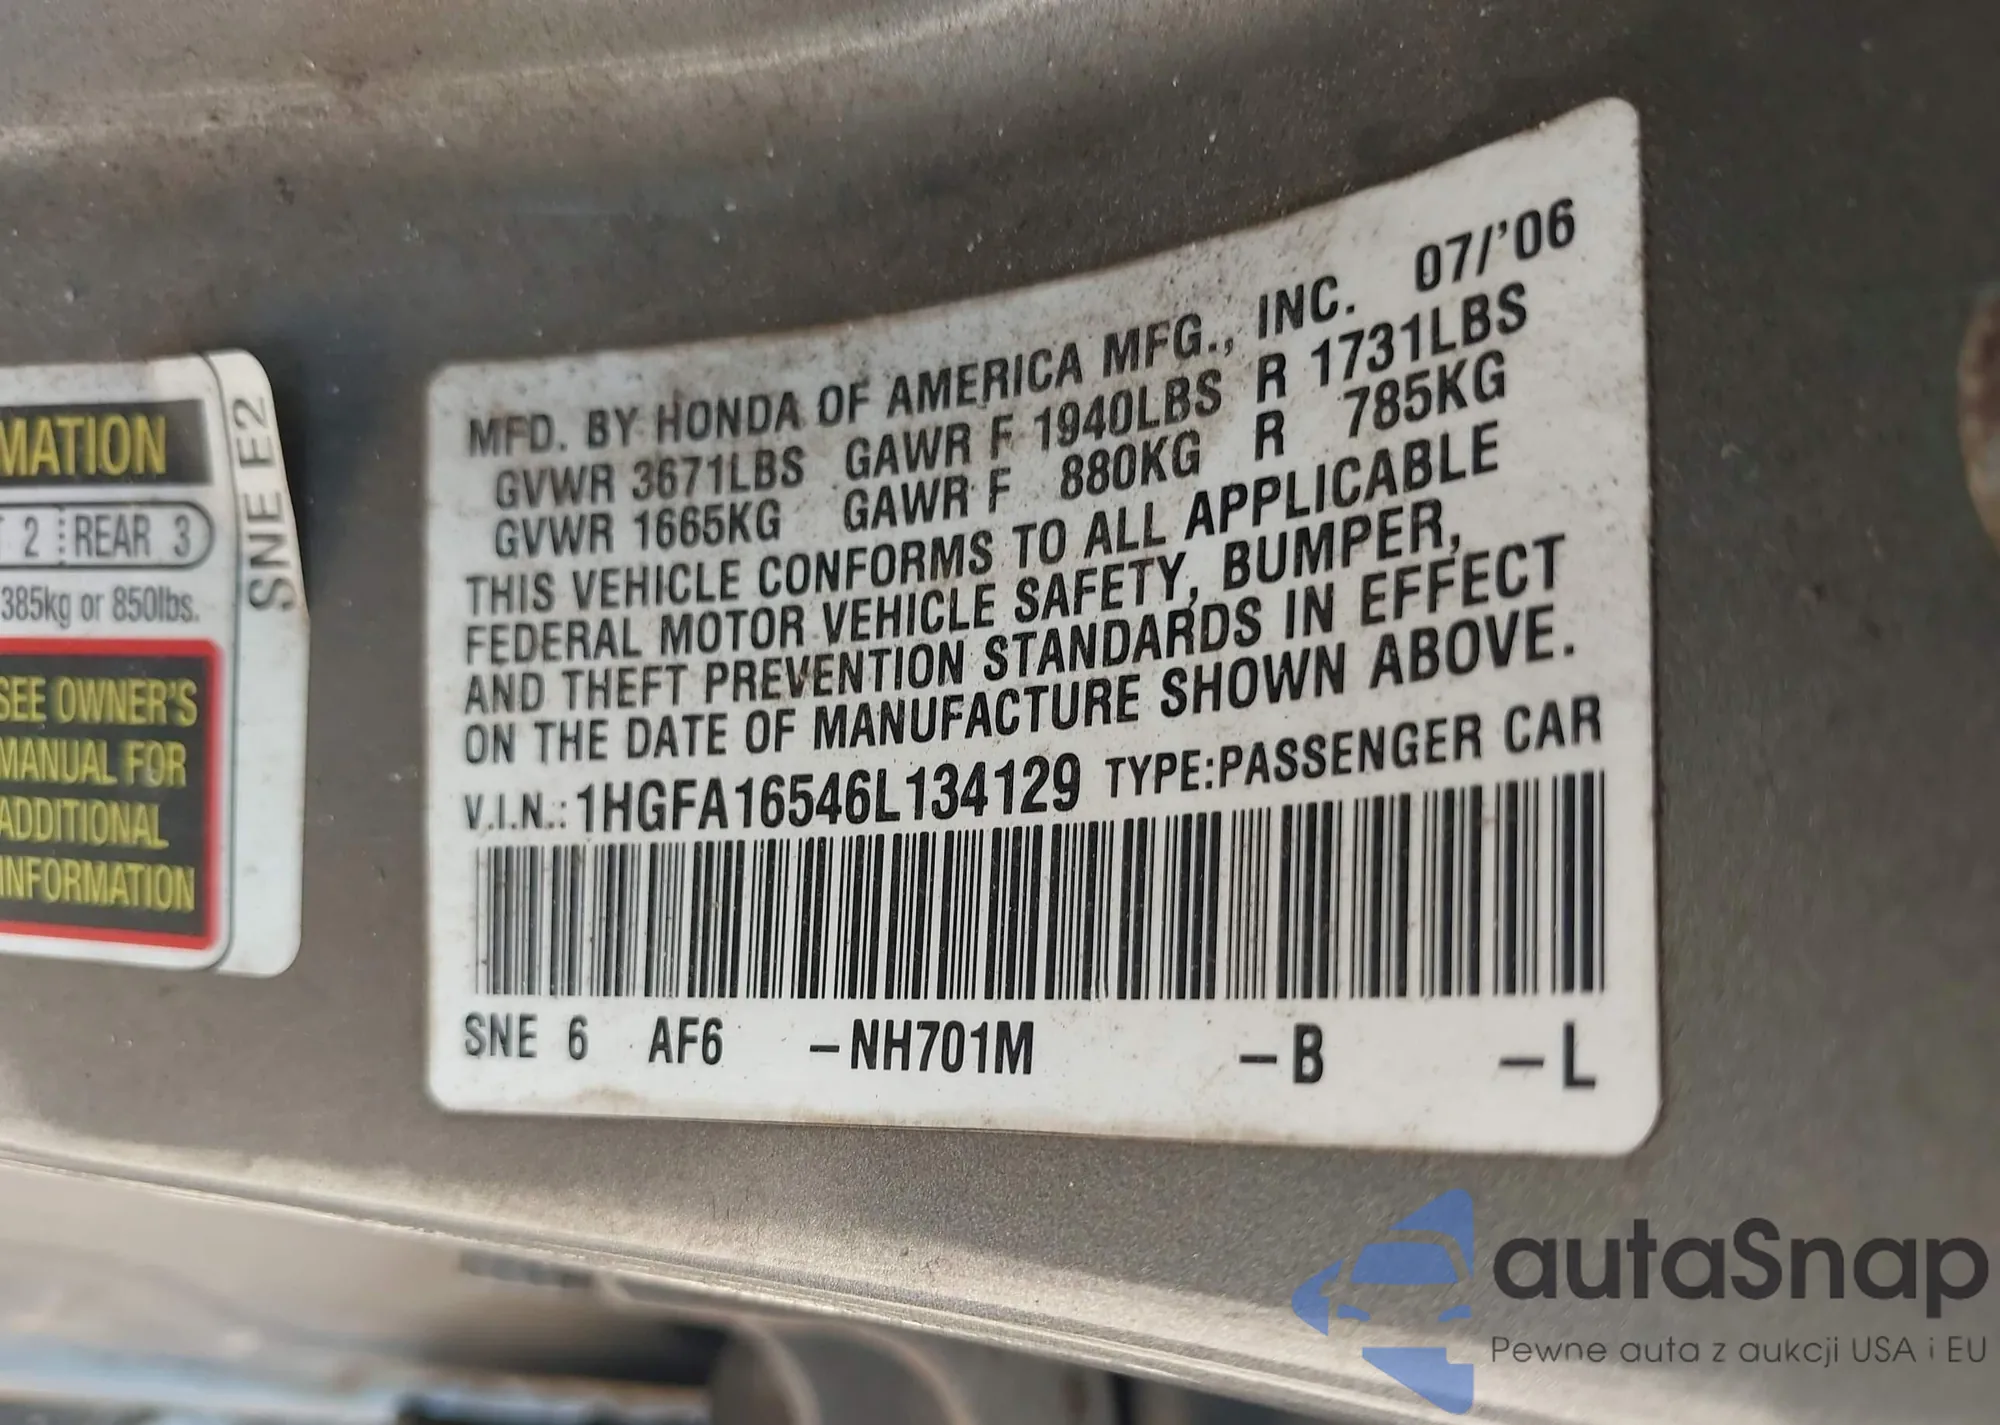 MATION
2 REAR 3
385kg or 850lbs.
SEE OWNER'S
MANUAL FOR
ADDITIONAL
INFORMATION
SNE E2
MFD. BY HONDA OF AMERICA MFG., INC. 07/'06
GVWR 3671LBS GAWR F 1940LBS R 1731LBS
GVWR 1665KG GAWR F 880KG R 785KG
THIS VEHICLE CONFORMS TO ALL APPLICABLE
FEDERAL MOTOR VEHICLE SAFETY, BUMPER,
AND THEFT PREVENTION STANDARDS IN EFFECT
ON THE DATE OF MANUFACTURE SHOWN ABOVE.
V.I.N.: 1HGFA16546L134129 TYPE:PASSENGER CAR
SNE 6 AF6 -NH701M -B -L
autaSnap
Pewne auta z aukcji USA i EU